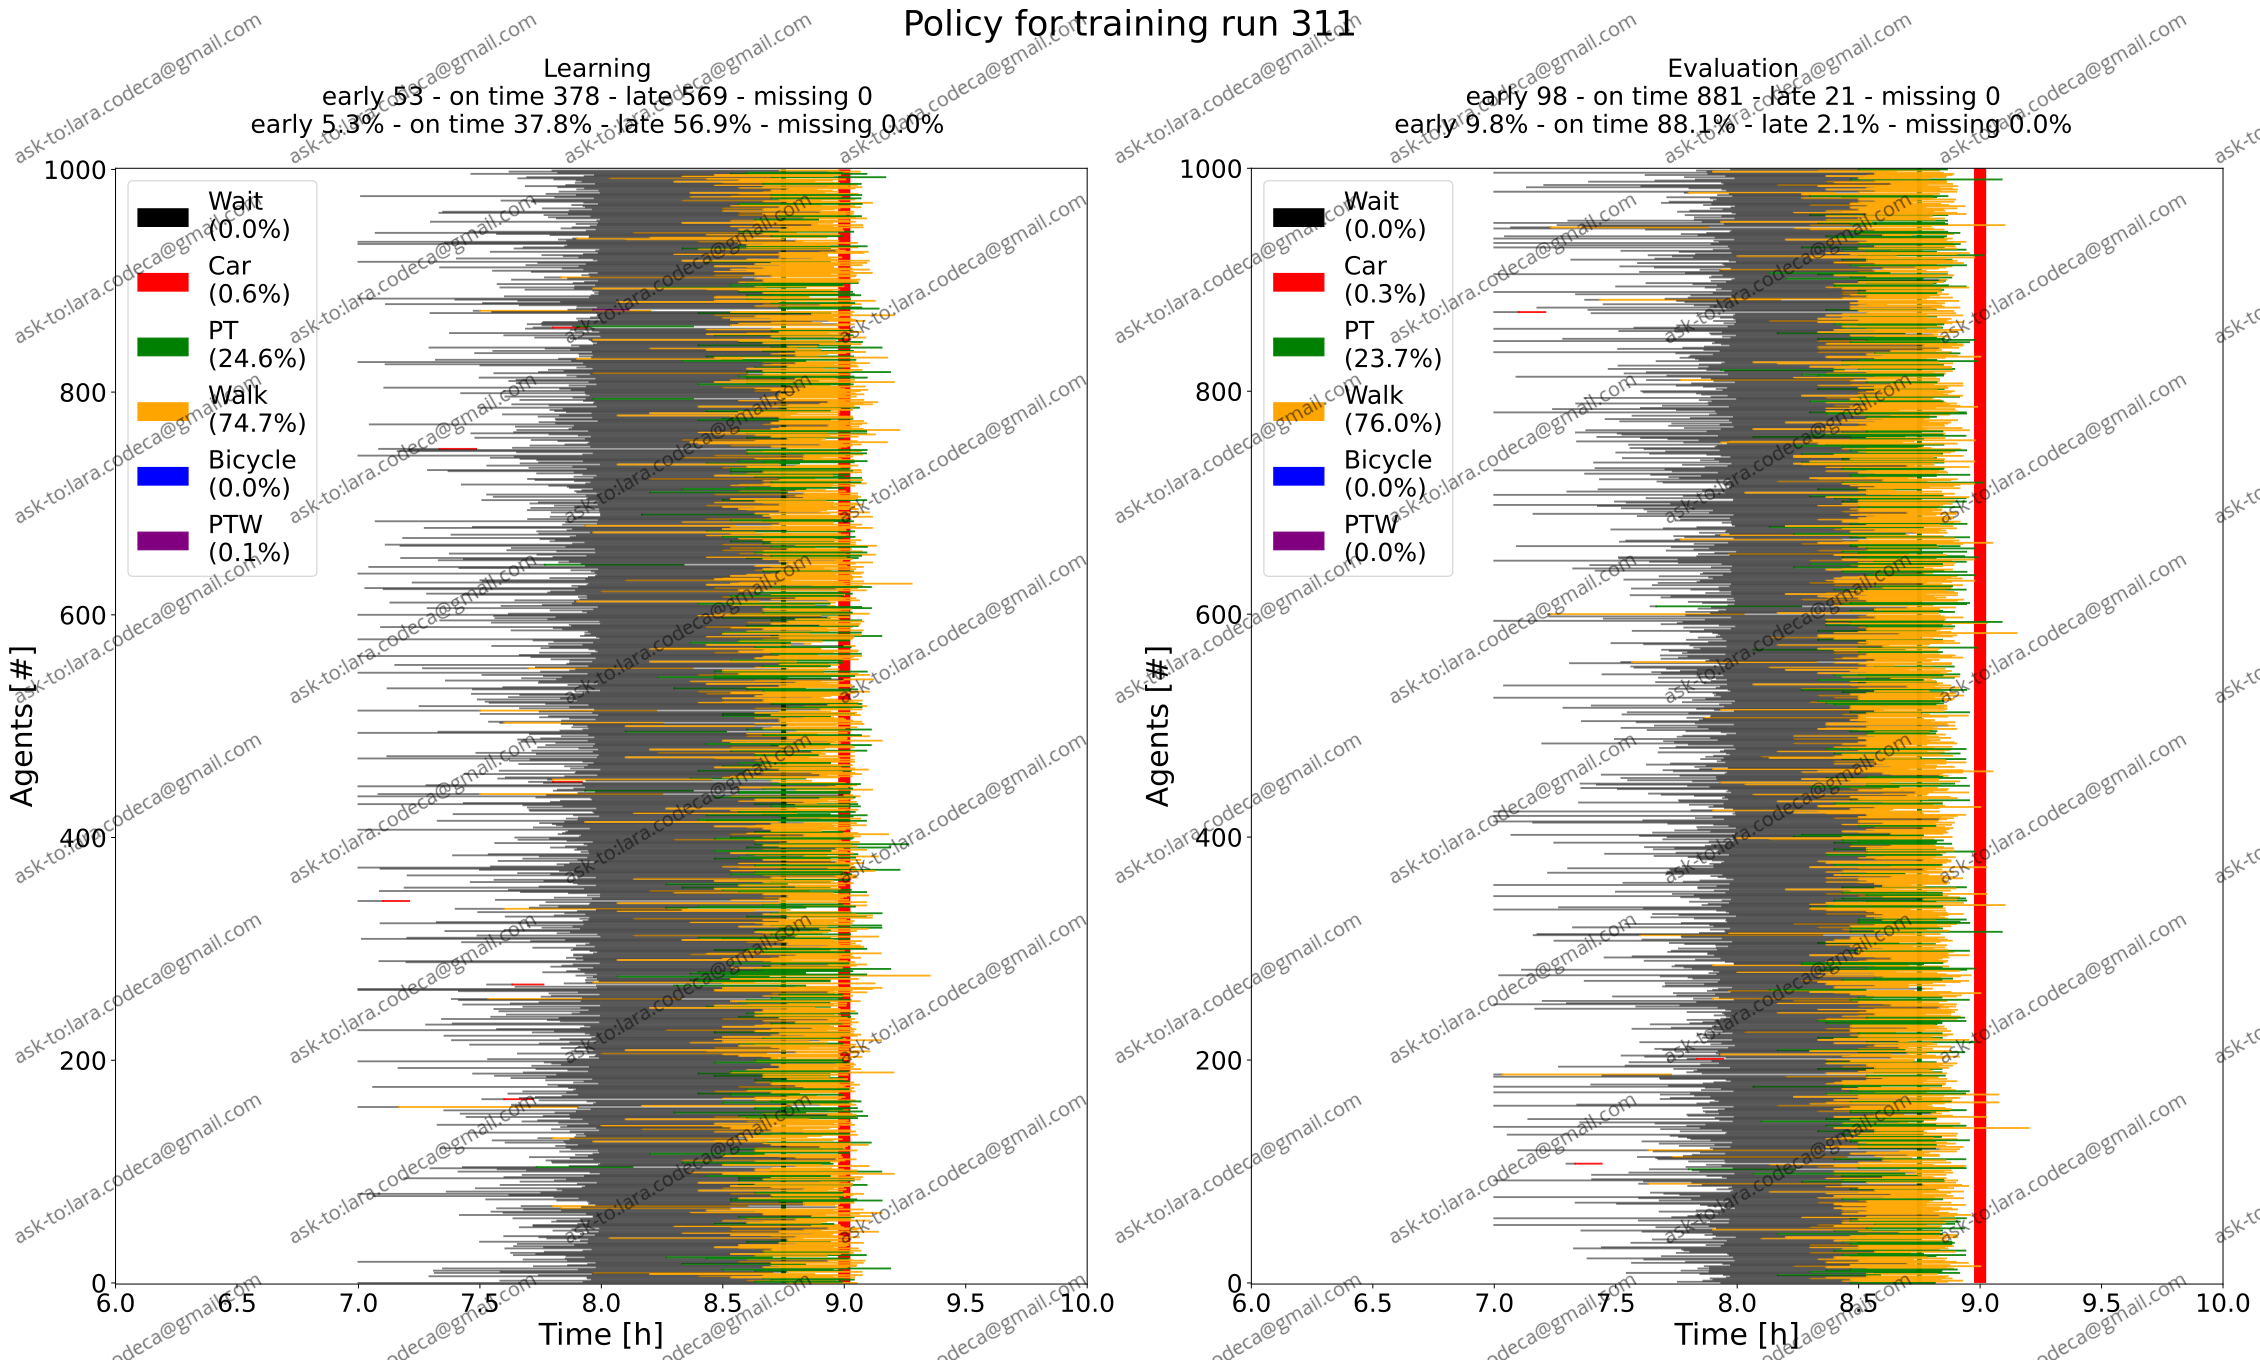 Policy for training run 311
Learning
early 53 - on time 378 - late 569 - missing 0
early 5.3% - on time 37.8% - late 56.9% - missing 0.0%
1000
800
600
400
200
0
Agents [#]
Wait
(0.0%)
Car
(0.6%)
PT
(24.6%)
Walk
(74.7%)
Bicycle
(0.0%)
PTW
(0.1%)
6.0 6.5 7.0 7.5 8.0 8.5 9.0 9.5 10.0
Time [h]
Evaluation
early 98 - on time 881 - late 21 - missing 0
early 9.8% - on time 88.1% - late 2.1% - missing 0.0%
1000
800
600
400
200
0
Agents [#]
Wait
(0.0%)
Car
(0.3%)
PT
(23.7%)
Walk
(76.0%)
Bicycle
(0.0%)
PTW
(0.0%)
6.0 6.5 7.0 7.5 8.0 8.5 9.0 9.5 10.0
Time [h]
ask-to:lara.codeca@gmail.com